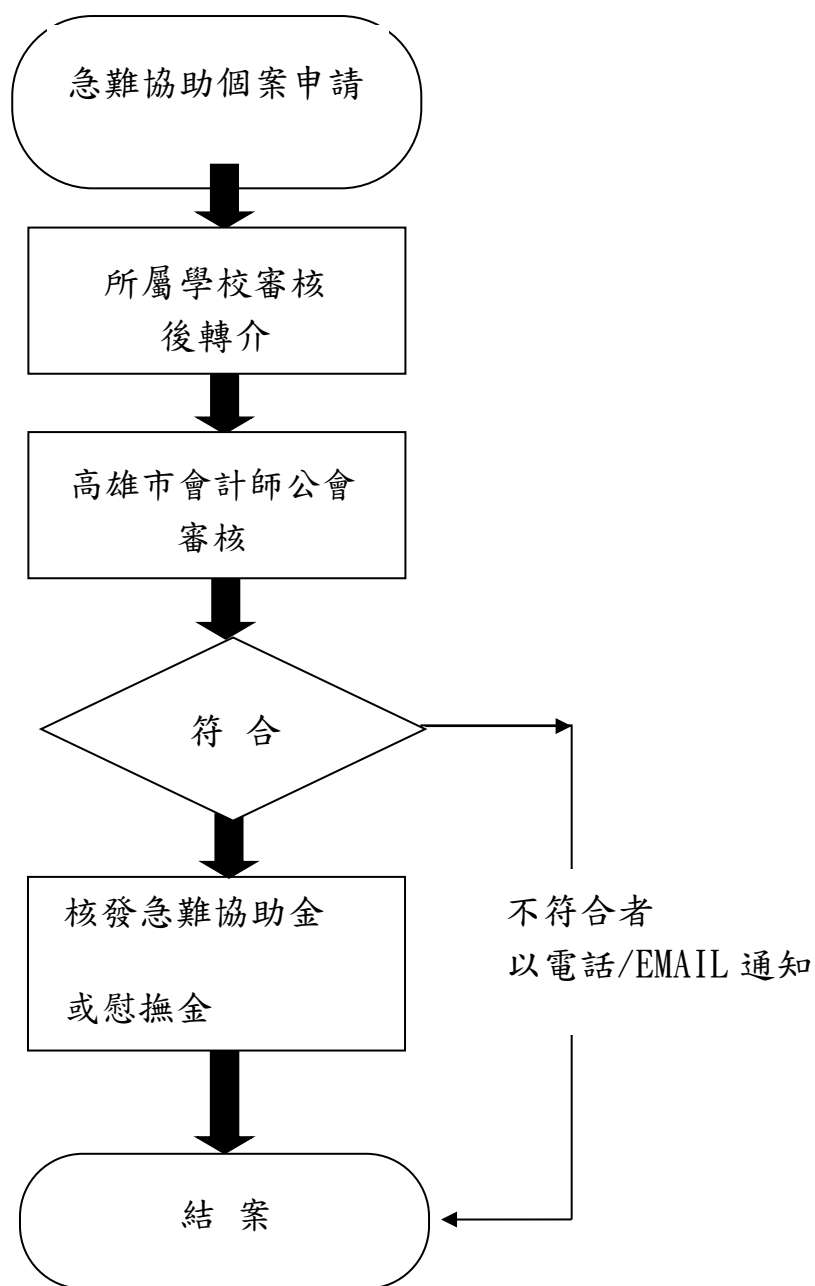 急難協助個案申請
所屬學校審核
後轉介
高雄市會計師公會
審核
符 合
核發急難協助金
或慰撫金
不符合者
以電話/EMAIL 通知
結 案